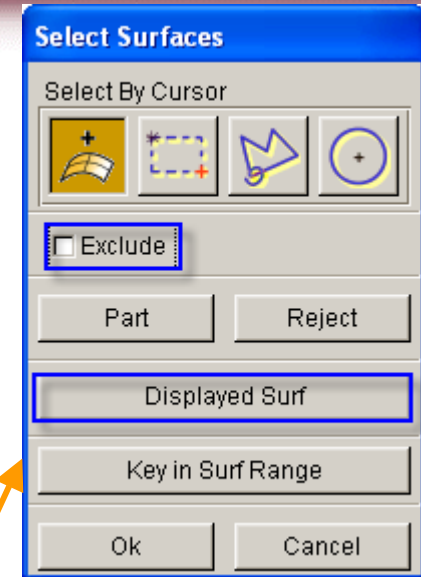 Select Surfaces
Select By Cursor
Exclude
Part Reject
Displayed Surf
Key in Surf Range
Ok Cancel